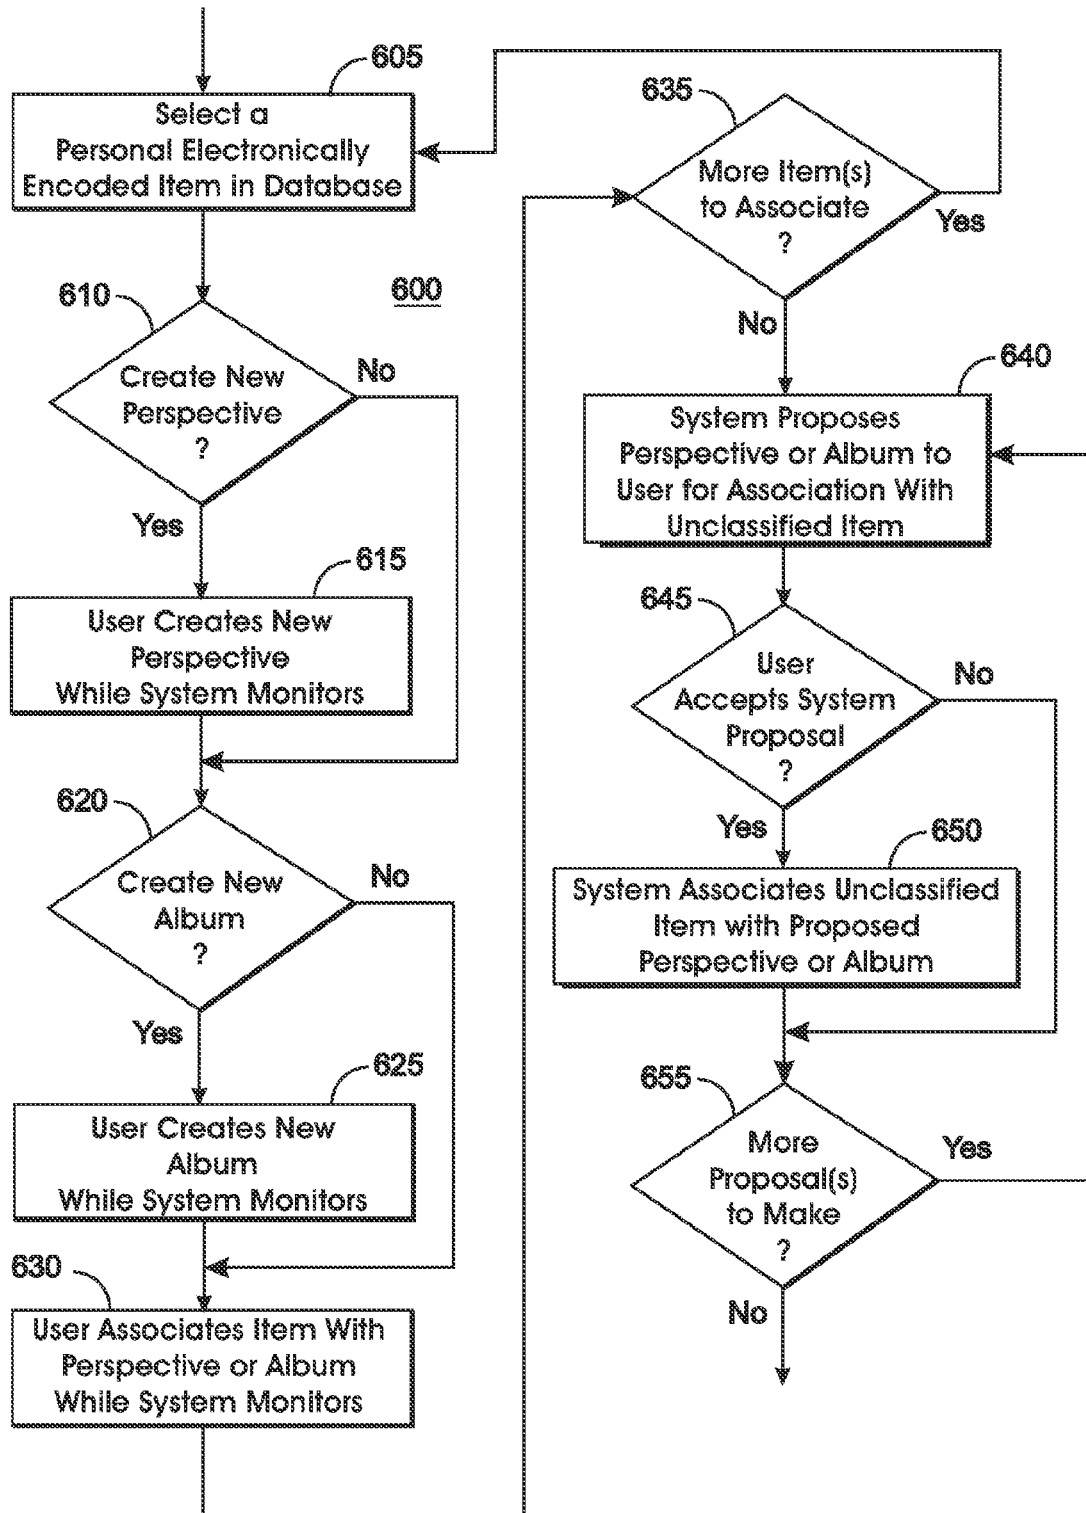 605
Select a
Personal Electronically
Encoded Item in Database
600
610
Create New
Perspective
?
No
Yes
615
User Creates New
Perspective
While System Monitors
620
Create New
Album
?
No
Yes
625
User Creates New
Album
While System Monitors
630
User Associates Item With
Perspective or Album
While System Monitors
635
More Item(s)
to Associate
?
Yes
No
640
System Proposes
Perspective or Album to
User for Association With
Unclassified Item
645
User
Accepts System
Proposal
?
No
Yes
650
System Associates Unclassified
Item with Proposed
Perspective or Album
655
More
Proposal(s)
to Make
?
Yes
No